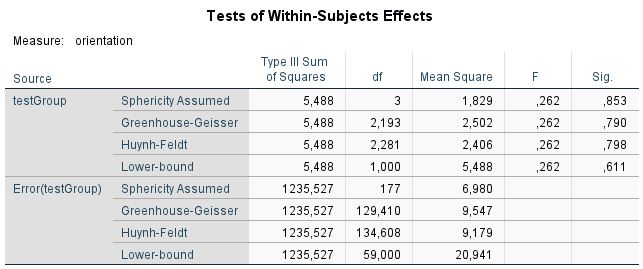 Tests of Within-Subjects Effects
Measure: orientation
Source Type III Sum of Squares df Mean Square F Sig.
testGroup Sphericity Assumed 5,488 3 1,829 ,262 ,853
Greenhouse-Geisser 5,488 2,193 2,502 ,262 ,790
Huynh-Feldt 5,488 2,281 2,406 ,262 ,798
Lower-bound 5,488 1,000 5,488 ,262 ,611
Error(testGroup) Sphericity Assumed 1235,527 177 6,980
Greenhouse-Geisser 1235,527 129,410 9,547
Huynh-Feldt 1235,527 134,608 9,179
Lower-bound 1235,527 59,000 20,941